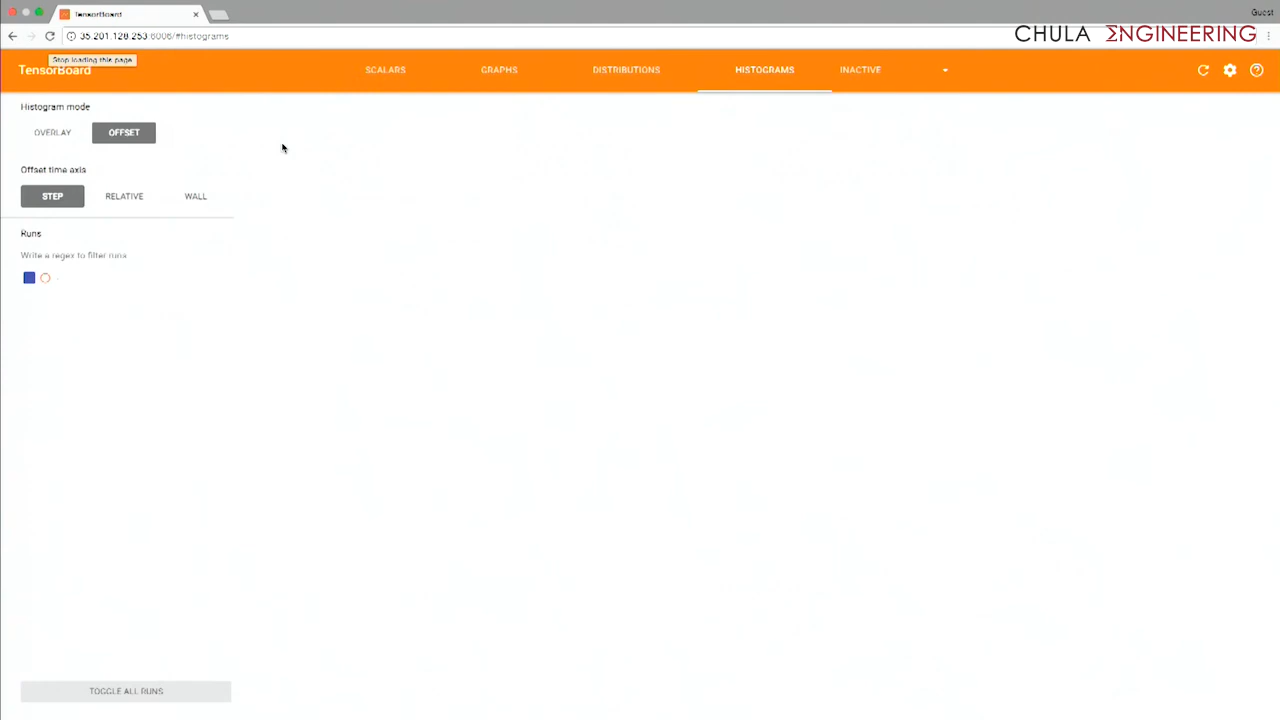 TensorBoard
Guest
35.201.128.253:6006/#histograms
CHULA ΣNGINEERING
Stop loading this page
TensorBoard
SCALARS
GRAPHS
DISTRIBUTIONS
HISTOGRAMS
INACTIVE
Histogram mode
OVERLAY
OFFSET
Offset time axis
STEP
RELATIVE
WALL
Runs
Write a regex to filter runs
.
TOGGLE ALL RUNS